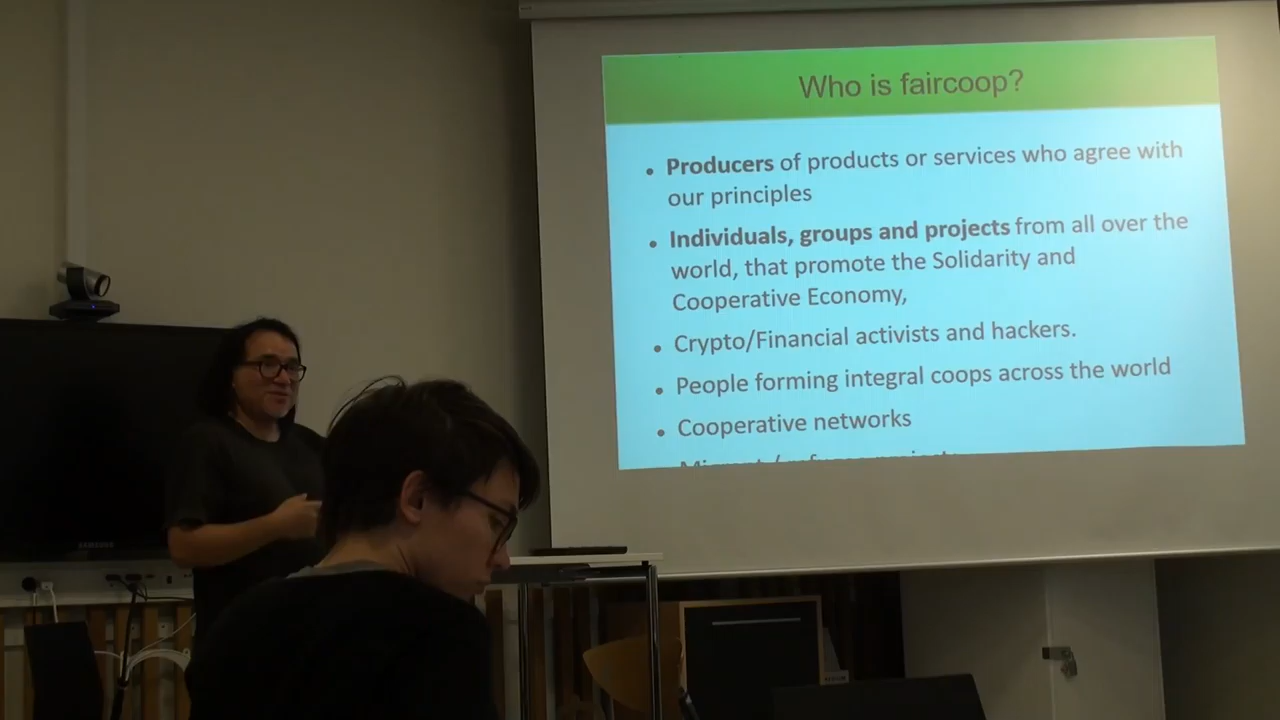 Who is faircoop?
• Producers of products or services who agree with
our principles
• Individuals, groups and projects from all over the
world, that promote the Solidarity and
Cooperative Economy,
• Crypto/Financial activists and hackers.
• People forming integral coops across the world
• Cooperative networks
SAMSUNG